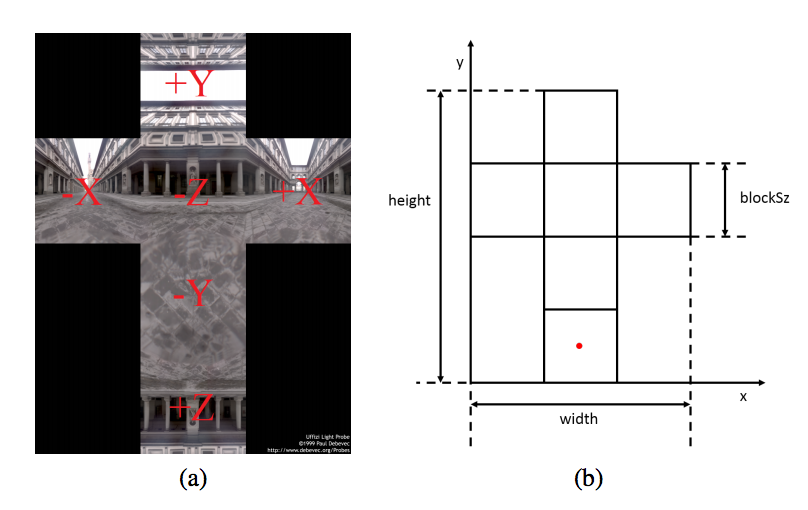 +Y
-X -Z +X
-Y
+Z
Uffizi Light Probe
©1999 Paul Debevec
http://www.debevec.org/Probes
(a)
y
height
blockSz
x
width
(b)